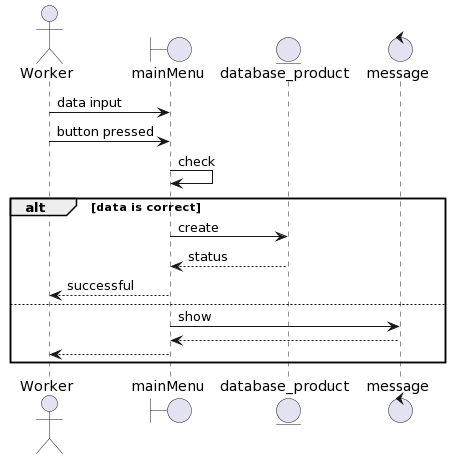 Worker
mainMenu
database_product
message
data input
button pressed
check
alt
[data is correct]
create
status
successful
show
Worker
mainMenu
database_product
message